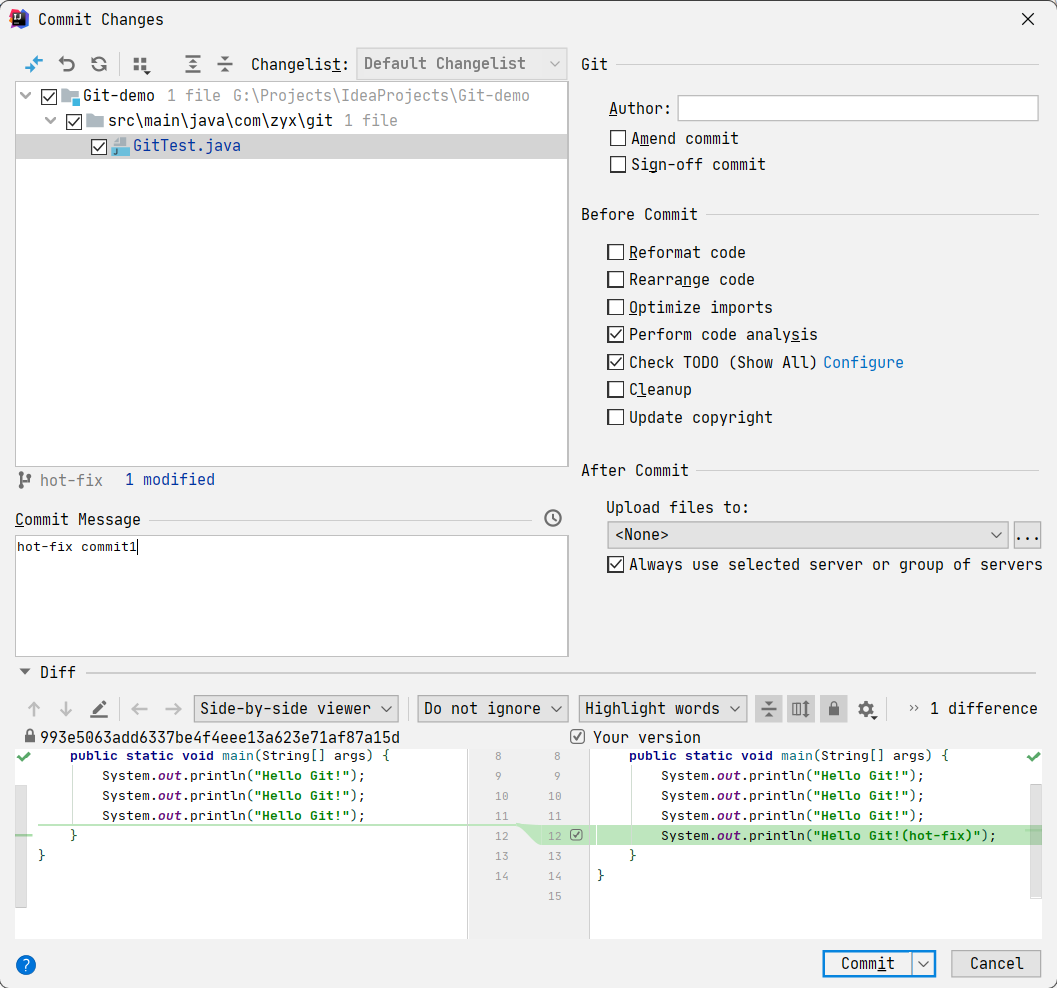 Commit Changes
Changelist: Default Changelist
Git-demo 1 file G:\Projects\IdeaProjects\Git-demo
src\main\java\com\zyx\git 1 file
GitTest.java
hot-fix 1 modified
Commit Message
hot-fix commit1
Git
Author:
Amend commit
Sign-off commit
Before Commit
Reformat code
Rearrange code
Optimize imports
Perform code analysis
Check TODO (Show All) Configure
Cleanup
Update copyright
After Commit
Upload files to:
<None>
...
Always use selected server or group of servers
Diff
Side-by-side viewer Do not ignore Highlight words >> 1 difference
993e5063add6337be4f4eee13a623e71af87a15d Your version
public static void main(String[] args) { 8 8 public static void main(String[] args) {
System.out.println("Hello Git!"); 9 9 System.out.println("Hello Git!");
System.out.println("Hello Git!"); 10 10 System.out.println("Hello Git!");
System.out.println("Hello Git!"); 11 11 System.out.println("Hello Git!");
} 12 12 System.out.println("Hello Git!(hot-fix)");
} 13 13 }
14 14 }
15
? Commit Cancel